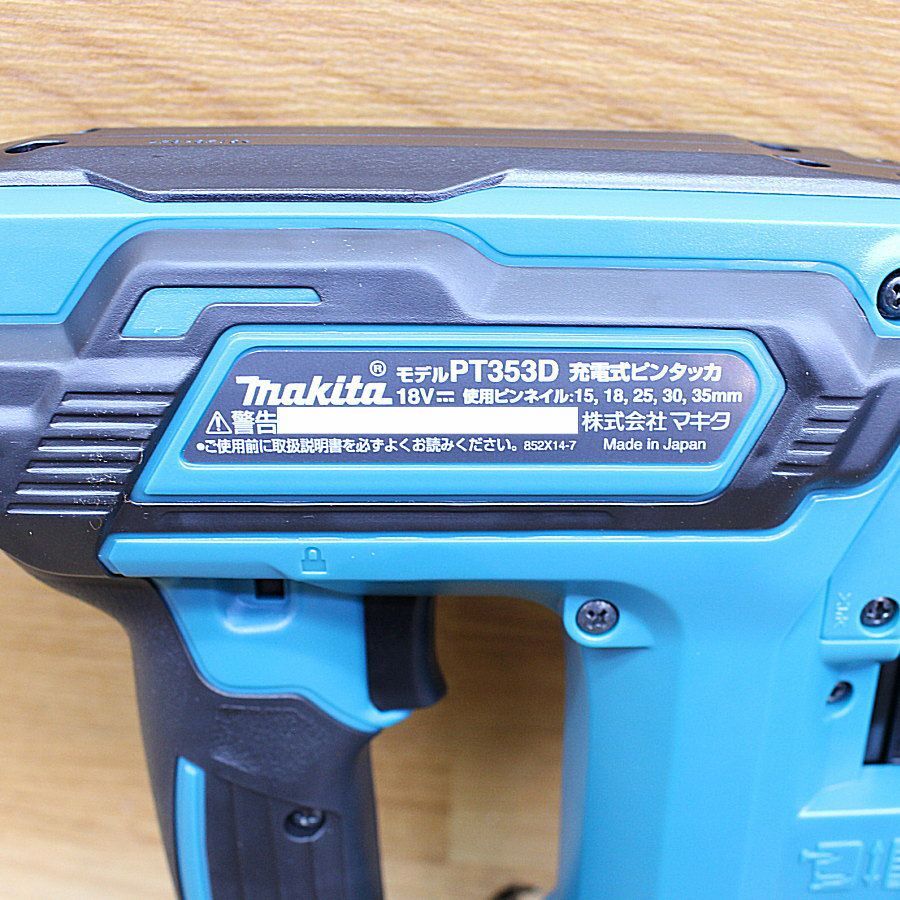 makita® モデルPT353D 充電式ピンタッカ
18V⎓ 使用ピンネイル:15, 18, 25, 30, 35mm
⚠警告 株式会社 マキタ
●ご使用前に取扱説明書を必ずよくお読みください。 852X14-7 Made in Japan